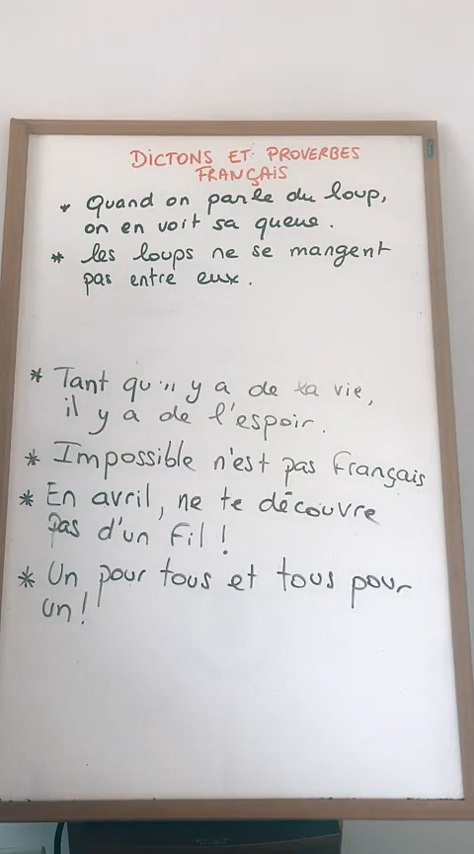 DICTONS ET PROVERBES
FRANÇAIS
* Quand on parle du loup,
on en voit sa queue.
* les loups ne se mangent
pas entre eux.
* Tant qu'il y a de la vie,
il y a de l'espoir.
* Impossible n'est pas français
* En avril, ne te découvre
pas d'un fil !
* Un pour tous et tous pour
un !